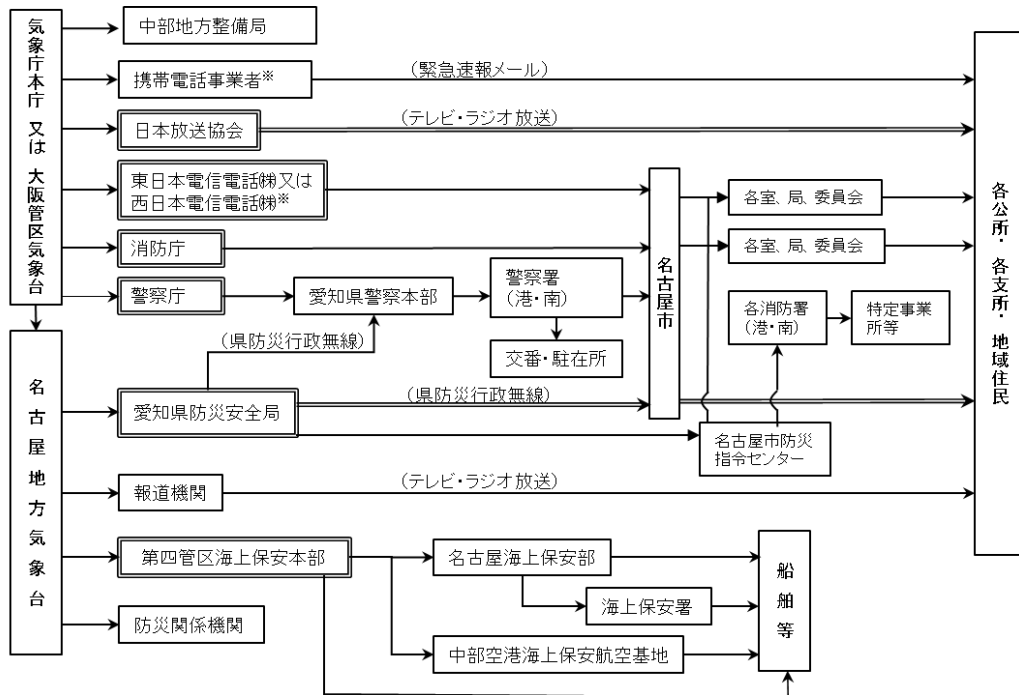 気象庁本庁 又は 大阪管区気象台
中部地方整備局
携帯電話事業者※
(緊急速報メール)
日本放送協会
(テレビ・ラジオ放送)
東日本電信電話㈱又は
西日本電信電話㈱※
消防庁
警察庁
愛知県警察本部
警察署
(港・南)
交番・駐在所
(県防災行政無線)
名古屋市
各室、局、委員会
各室、局、委員会
各消防署
(港・南)
特定事業
所等
各公所・各支所・地域住民
名古屋地方気象台
愛知県防災安全局
(県防災行政無線)
名古屋市防災
指令センター
報道機関
(テレビ・ラジオ放送)
第四管区海上保安本部
名古屋海上保安部
海上保安署
中部空港海上保安航空基地
船舶等
防災関係機関